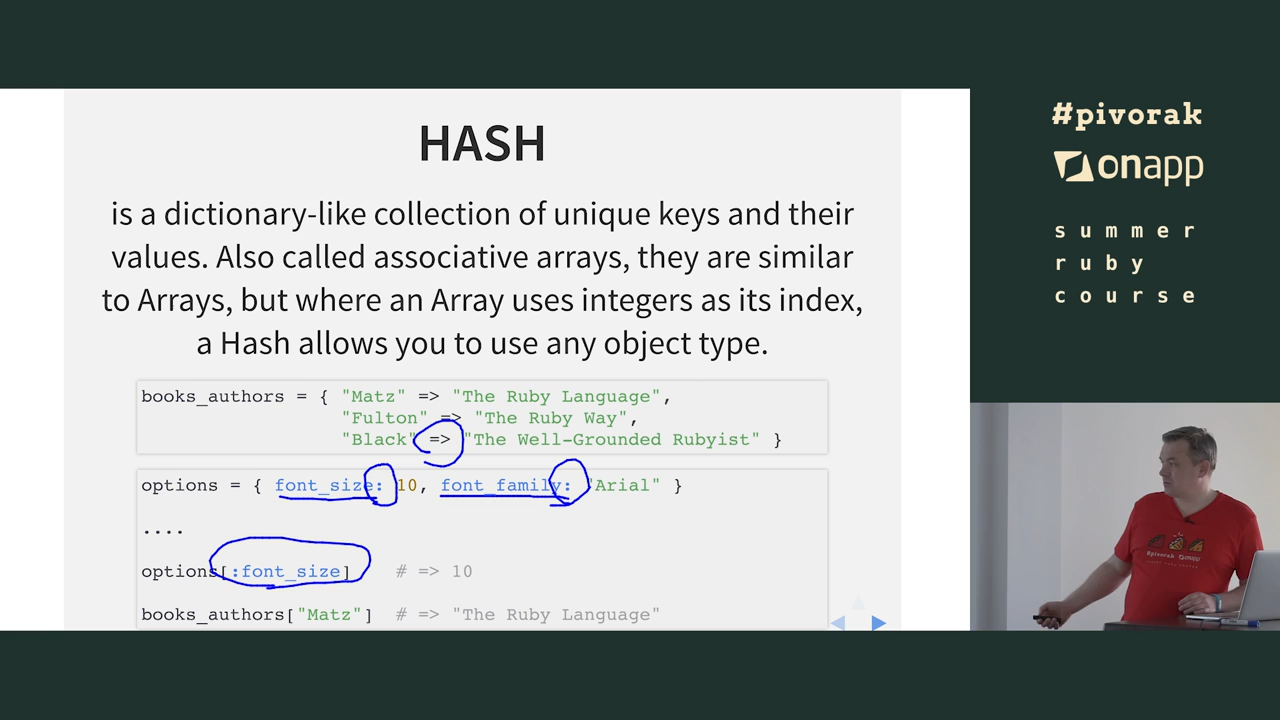 HASH
is a dictionary-like collection of unique keys and their
values. Also called associative arrays, they are similar
to Arrays, but where an Array uses integers as its index,
a Hash allows you to use any object type.
books_authors = { "Matz" => "The Ruby Language",
"Fulton" => "The Ruby Way",
"Black" => "The Well-Grounded Rubyist" }
options = { font_size: 10, font_family: "Arial" }
....
options[:font_size] # => 10
books_authors["Matz"] # => "The Ruby Language"
#pivorak
onapp
summer
ruby
course
#pivorak onapp